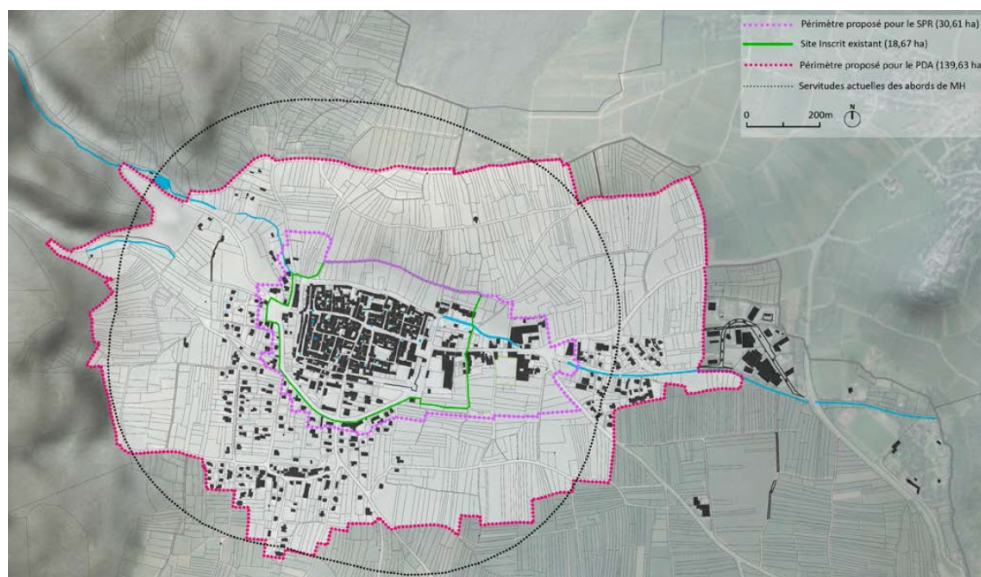 Périmètre proposé pour le SPR (30,61 ha)
Site Inscrit existant (18,67 ha)
Périmètre proposé pour le PDA (139,63 ha
Servitudes actuelles des abords de MH
N
0 200m